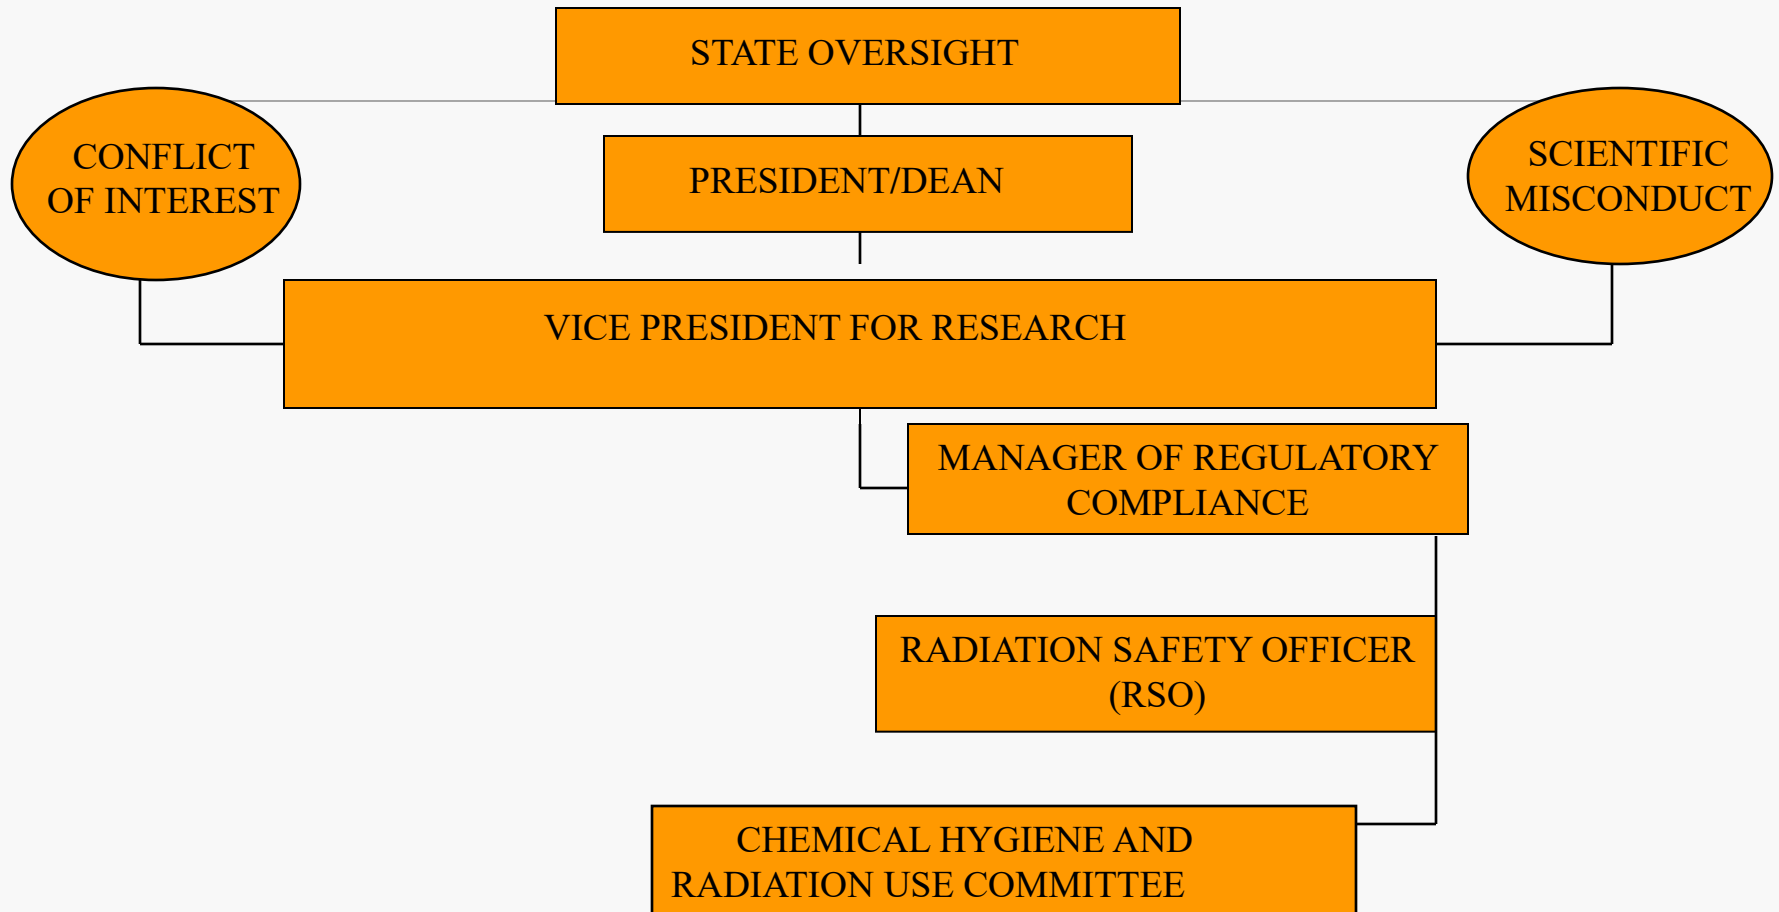 STATE OVERSIGHT
CONFLICT
OF INTEREST
PRESIDENT/DEAN
SCIENTIFIC
MISCONDUCT
VICE PRESIDENT FOR RESEARCH
MANAGER OF REGULATORY
COMPLIANCE
RADIATION SAFETY OFFICER
(RSO)
CHEMICAL HYGIENE AND
RADIATION USE COMMITTEE